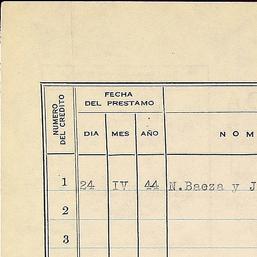 NUMERO DEL CREDITO
FECHA
DEL PRESTAMO
DIA MES AÑO
N O M
1 24 IV 44 N.Baeza y J
2
3